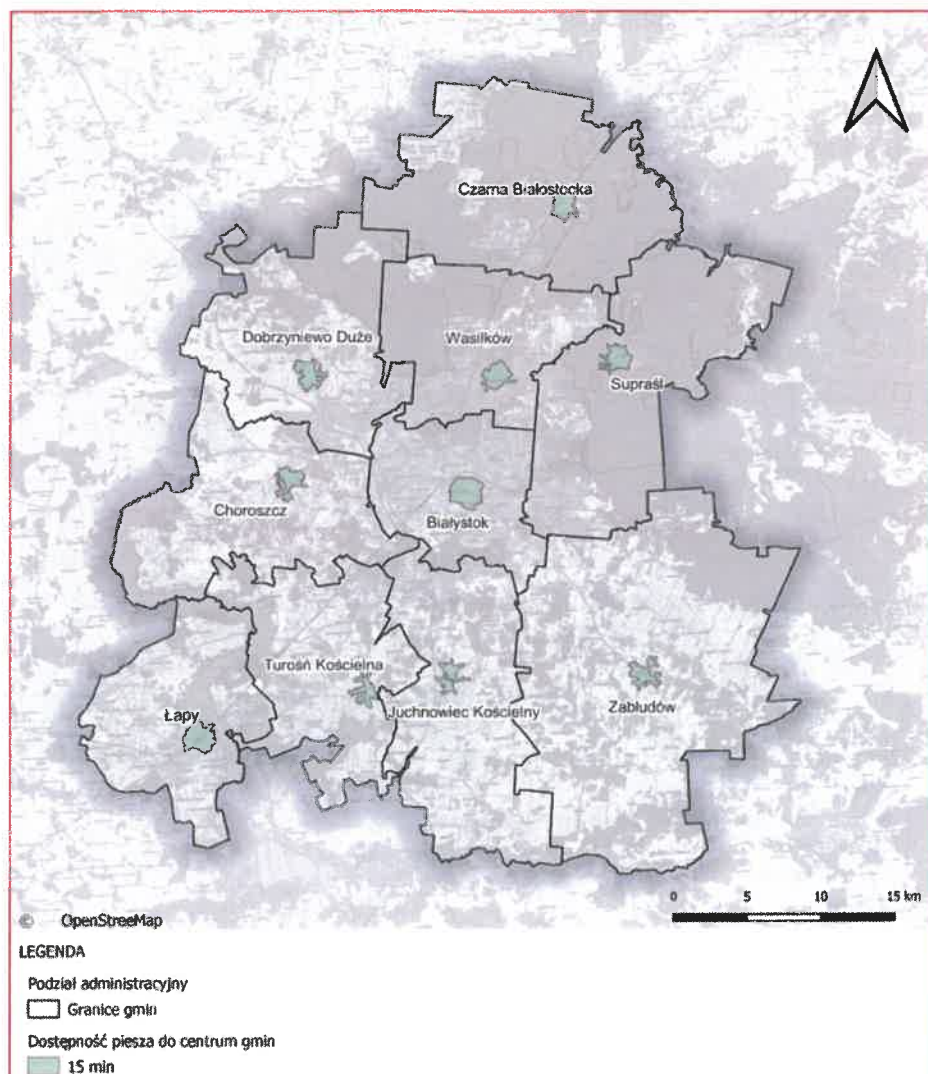 Czarna Białostocka
Dobrzyniewo Duże
Wasilków
Supraśl
Choroszcz
Białystok
Turośń Kościelna
Juchnowiec Kościelny
Zabłudów
Łapy
0 5 10 15 km
© OpenStreetMap
LEGENDA
Podział administracyjny
Granice gmin
Dostępność piesza do centrum gmin
15 min